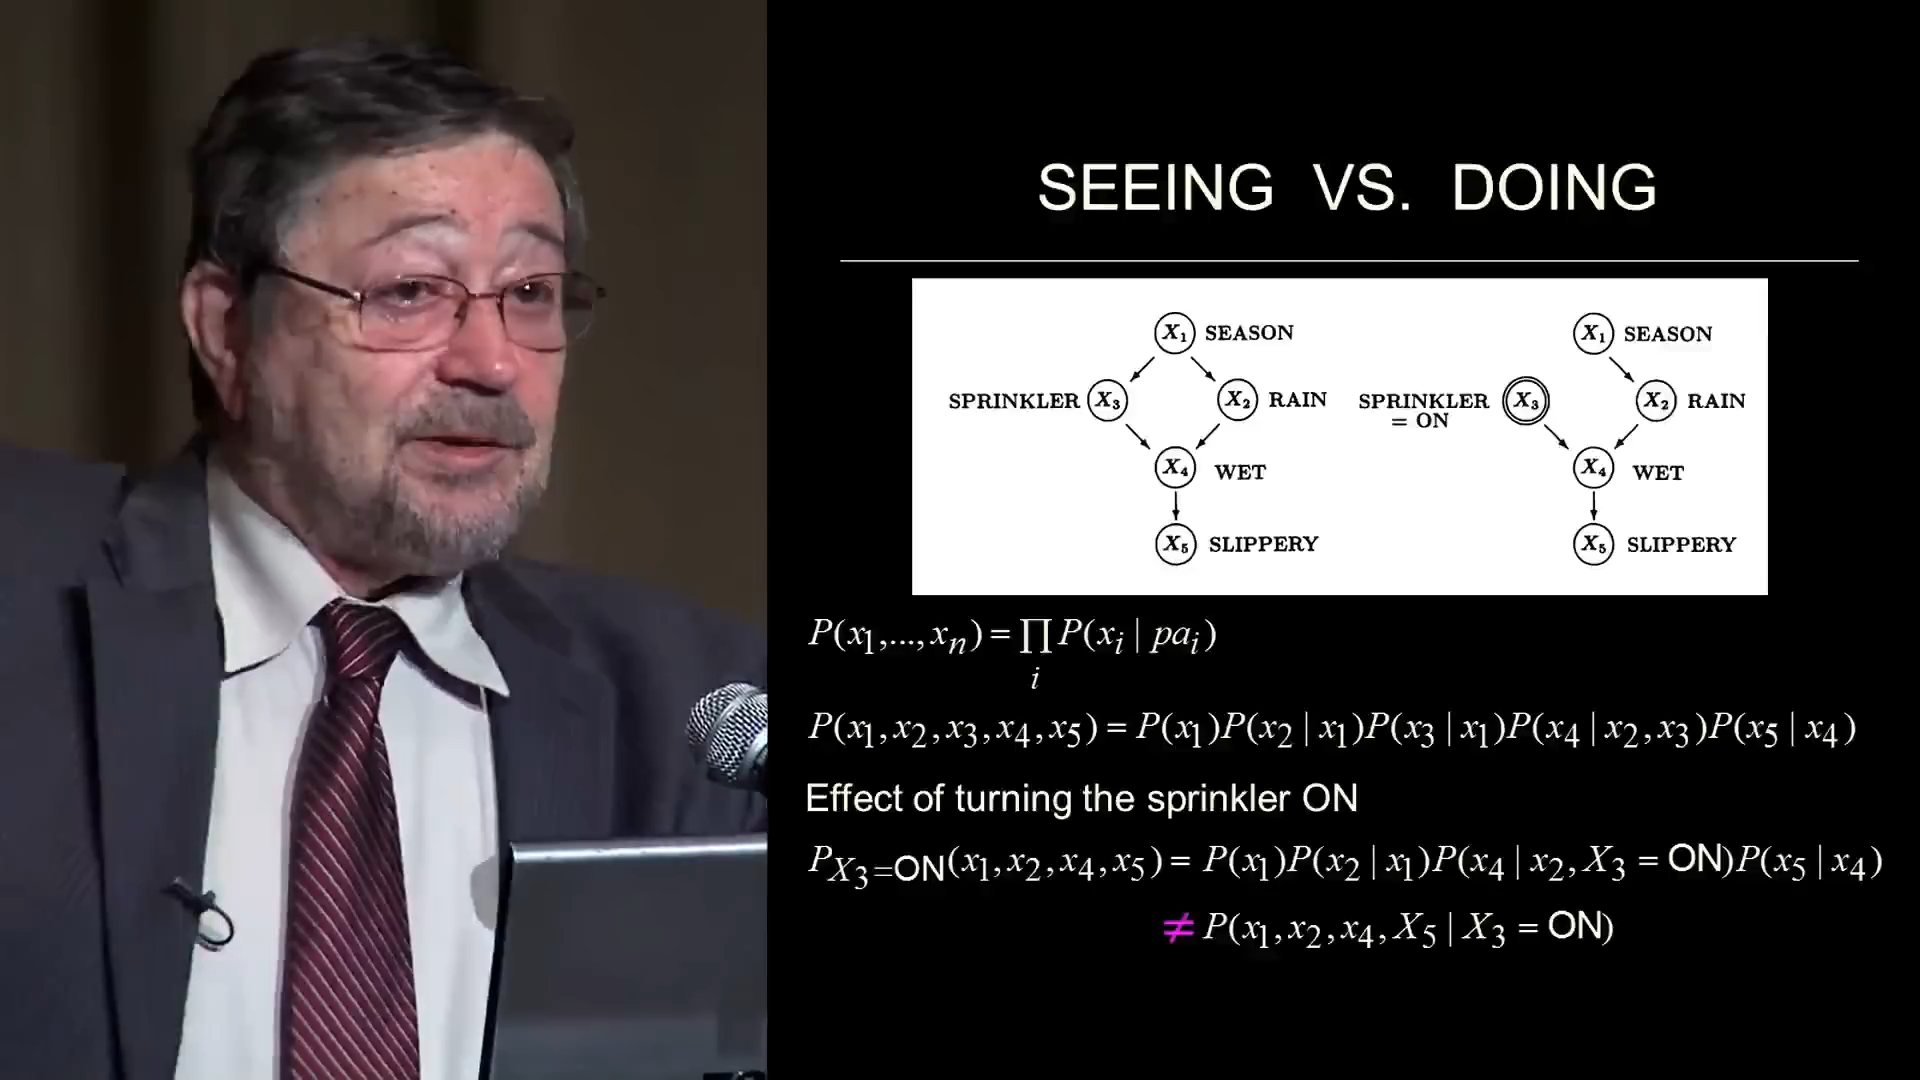 SEEING VS. DOING
X₁ SEASON
SPRINKLER X₃
X₂ RAIN
X₄ WET
X₅ SLIPPERY
X₁ SEASON
SPRINKLER = ON X₃
X₂ RAIN
X₄ WET
X₅ SLIPPERY
P(x₁,...,xₙ) = ∏ᵢ P(xᵢ | paᵢ)
P(x₁,x₂,x₃,x₄,x₅) = P(x₁)P(x₂ | x₁)P(x₃ | x₁)P(x₄ | x₂,x₃)P(x₅ | x₄)
Effect of turning the sprinkler ON
P_{X₃=ON}(x₁,x₂,x₄,x₅) = P(x₁)P(x₂ | x₁)P(x₄ | x₂,X₃ = ON)P(x₅ | x₄)
≠ P(x₁,x₂,x₄,X₅ | X₃ = ON)